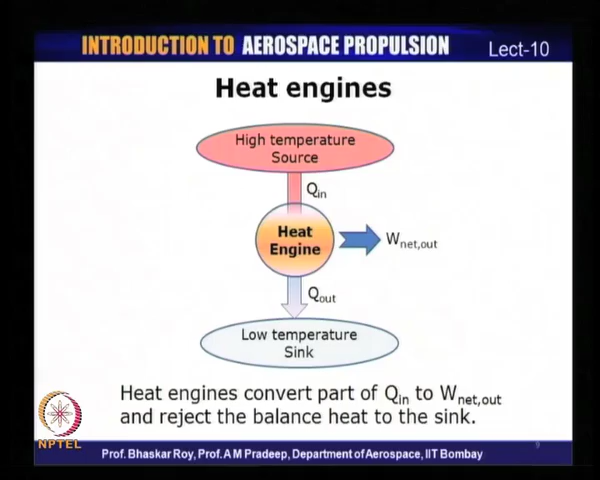 INTRODUCTION TO AEROSPACE PROPULSION
Lect-10
Heat engines
High temperature
Source
Qin
Heat
Engine
Wnet,out
Qout
Low temperature
Sink
Heat engines convert part of Qin to Wnet,out
and reject the balance heat to the sink.
NPTEL
9
Prof. Bhaskar Roy, Prof. A M Pradeep, Department of Aerospace, IIT Bombay